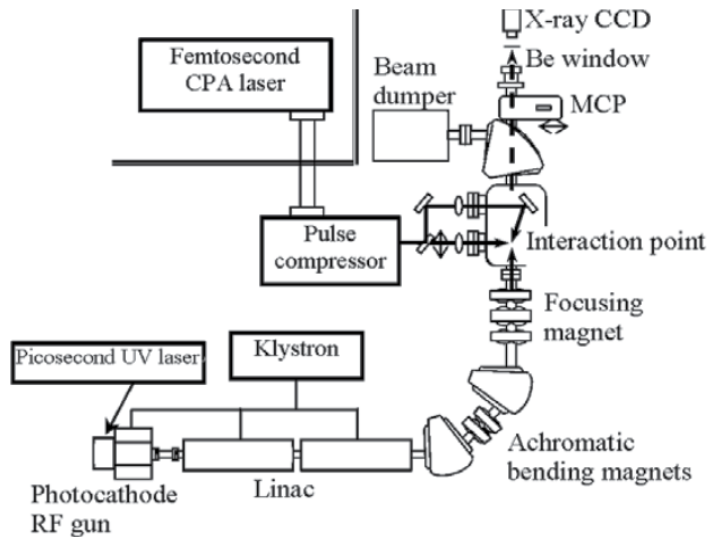 X-ray CCD
Femtosecond
CPA laser
Be window
Beam
dumper
MCP
Pulse
compressor
Interaction point
Focusing
magnet
Klystron
Picosecond UV laser
Achromatic
bending magnets
Linac
Photocathode
RF gun